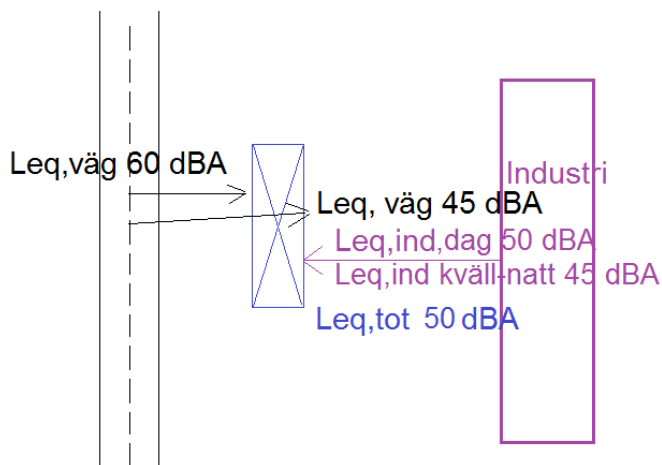 Leq,väg 60 dBA
Industri
Leq, väg 45 dBA
Leq,ind,dag 50 dBA
Leq,ind kväll-natt 45 dBA
Leq,tot 50 dBA